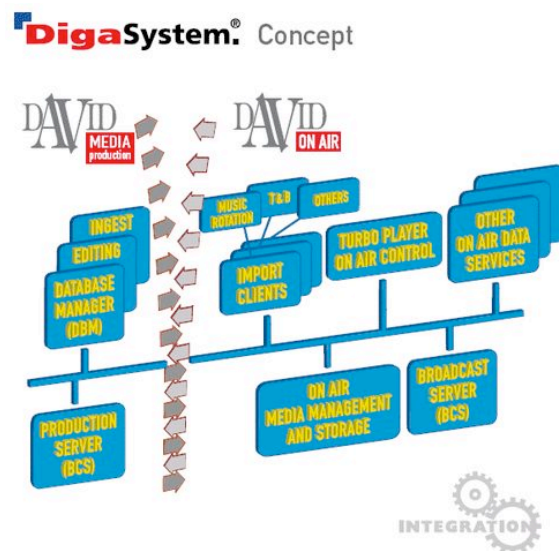 DigaSystem.® Concept
DAVID
MEDIA
production
DAVID
ON AIR
MUSIC
ROTATION
T&B
OTHERS
INGEST
EDITING
DATABASE
MANAGER
(DBM)
IMPORT
CLIENTS
TURBO PLAYER
ON AIR CONTROL
OTHER
ON AIR DATA
SERVICES
PRODUCTION
SERVER
(BCS)
ON AIR
MEDIA MANAGEMENT
AND STORAGE
BROADCAST
SERVER
(BCS)
INTEGRATION